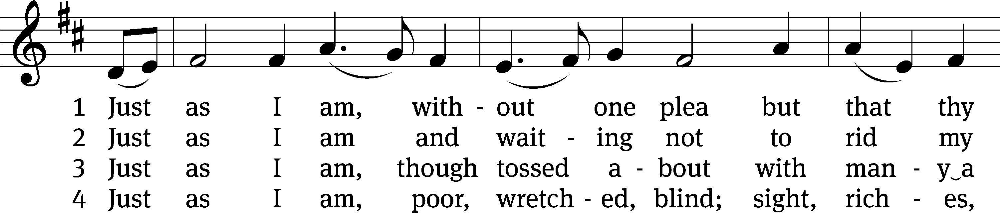 1 Just as I am, with - out one plea but that thy
2 Just as I am and wait - ing not to rid my
3 Just as I am, though tossed a - bout with man - y‿a
4 Just as I am, poor, wretch - ed, blind; sight, rich - es,